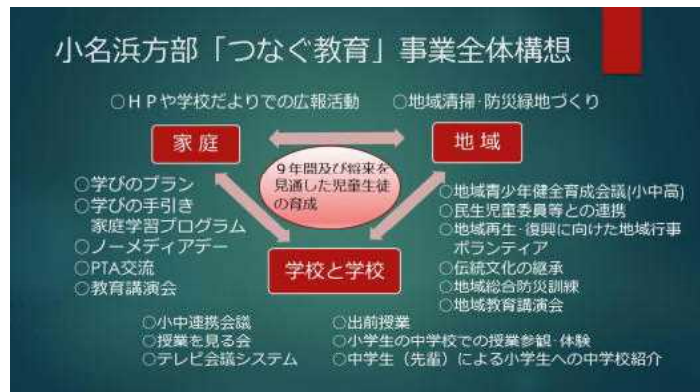 小名浜方部「つなぐ教育」事業全体構想
○HPや学校だよりでの広報活動
○地域清掃・防災緑地づくり
家庭
地域
9年間及び将来を
見通した児童生徒
の育成
○学びのプラン
○学びの手引き
家庭学習プログラム
○ノーメディアデー
○PTA交流
○教育講演会
○地域青少年健全育成会議(小中高)
○民生児童委員等との連携
○地域再生・復興に向けた地域行事
ボランティア
○伝統文化の継承
○地域総合防災訓練
○地域教育講演会
学校と学校
○小中連携会議
○授業を見る会
○テレビ会議システム
○出前授業
○小学生の中学校での授業参観・体験
○中学生（先輩）による小学生への中学校紹介